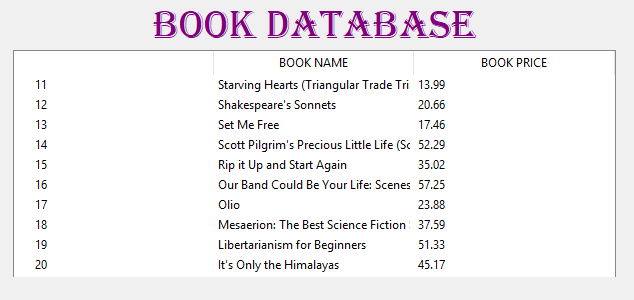 BOOK DATABASE
BOOK NAME BOOK PRICE
11 Starving Hearts (Triangular Trade Tri 13.99
12 Shakespeare's Sonnets 20.66
13 Set Me Free 17.46
14 Scott Pilgrim's Precious Little Life (Sc 52.29
15 Rip it Up and Start Again 35.02
16 Our Band Could Be Your Life: Scenes 57.25
17 Olio 23.88
18 Mesaerion: The Best Science Fiction 37.59
19 Libertarianism for Beginners 51.33
20 It's Only the Himalayas 45.17